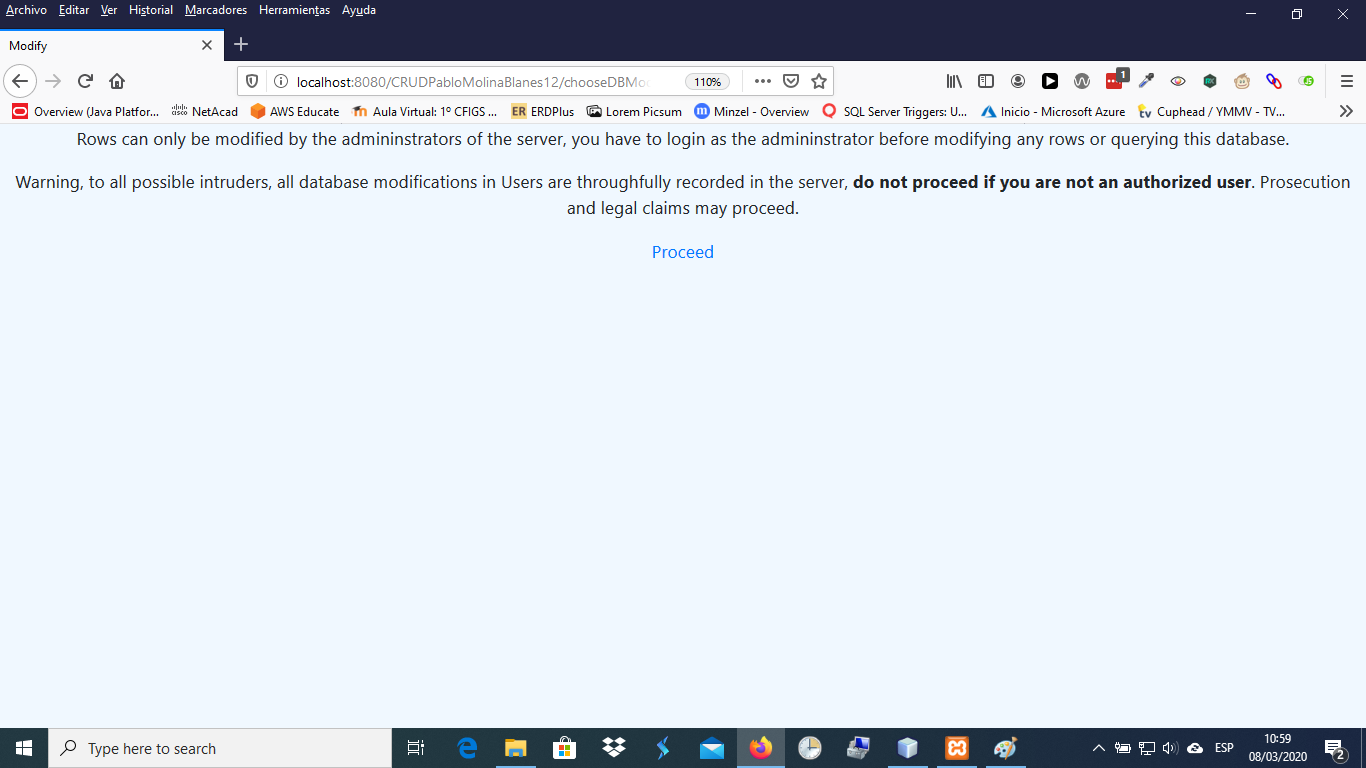 Archivo Editar Ver Historial Marcadores Herramientas Ayuda
Modify
localhost:8080/CRUDPabloMolinaBlanes12/chooseDBMo 110%
1
Overview (Java Platfor... NetAcad AWS Educate Aula Virtual: 1º CFIGS ... ERDPlus Lorem Picsum Minzel - Overview SQL Server Triggers: U... Inicio - Microsoft Azure Cuphead / YMMV - TV...
Rows can only be modified by the admininstrators of the server, you have to login as the admininstrator before modifying any rows or querying this database.
Warning, to all possible intruders, all database modifications in Users are throughfully recorded in the server, do not proceed if you are not an authorized user. Prosecution
and legal claims may proceed.
Proceed
Type here to search
ESP
10:59
08/03/2020
2